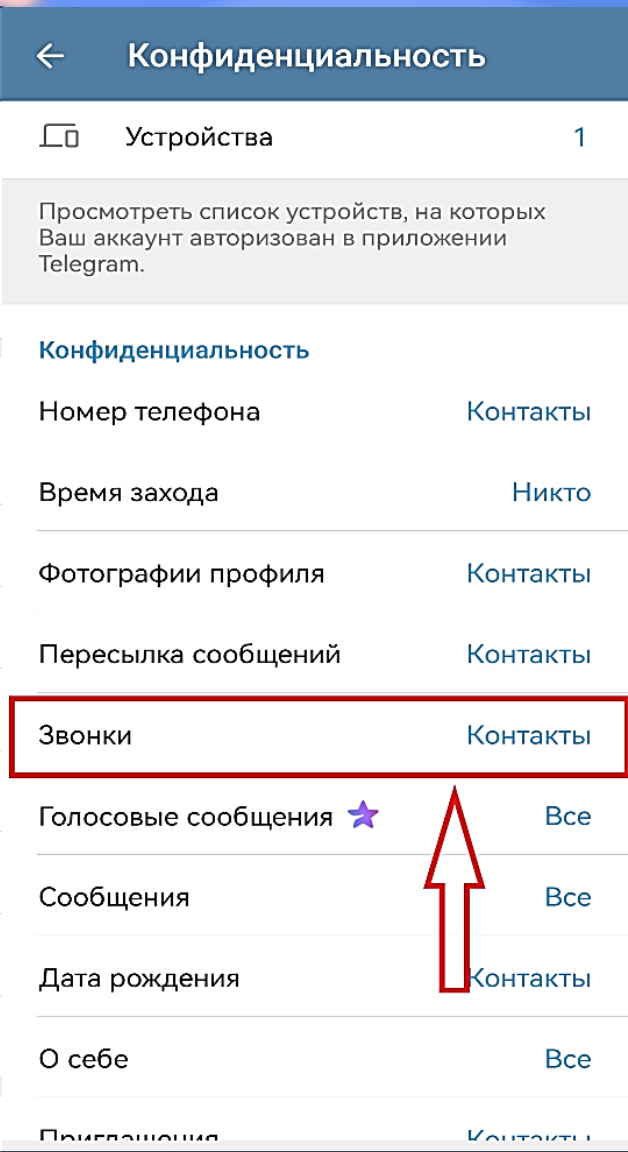 Конфиденциальность
Устройства 1
Просмотреть список устройств, на которых
Ваш аккаунт авторизован в приложении
Telegram.
Конфиденциальность
Номер телефона Контакты
Время захода Никто
Фотографии профиля Контакты
Пересылка сообщений Контакты
Звонки Контакты
Голосовые сообщения Все
Сообщения Все
Дата рождения Контакты
О себе Все
Приглашения Контакты